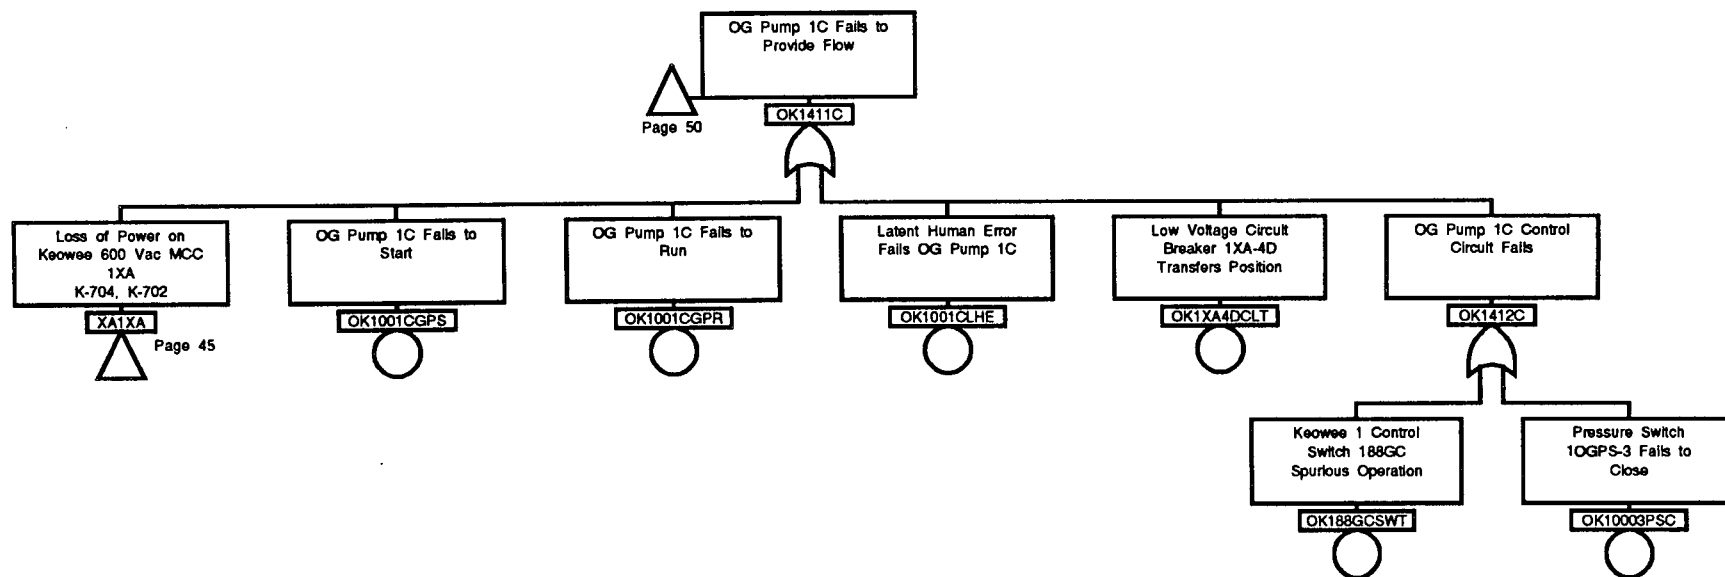 OG Pump 1C Fails to
Provide Flow
Page 50
OK1411C
Loss of Power on
Keowee 600 Vac MCC
1XA
K-704, K-702
XA1XA
Page 45
OG Pump 1C Fails to
Start
OK1001CGPS
OG Pump 1C Fails to
Run
OK1001CGPR
Latent Human Error
Fails OG Pump 1C
OK1001CLHE
Low Voltage Circuit
Breaker 1XA-4D
Transfers Position
OK1XA4DCLT
OG Pump 1C Control
Circuit Fails
OK1412C
Keowee 1 Control
Switch 188GC
Spurious Operation
OK188GCSWT
Pressure Switch
1OGPS-3 Fails to
Close
OK10003PSC